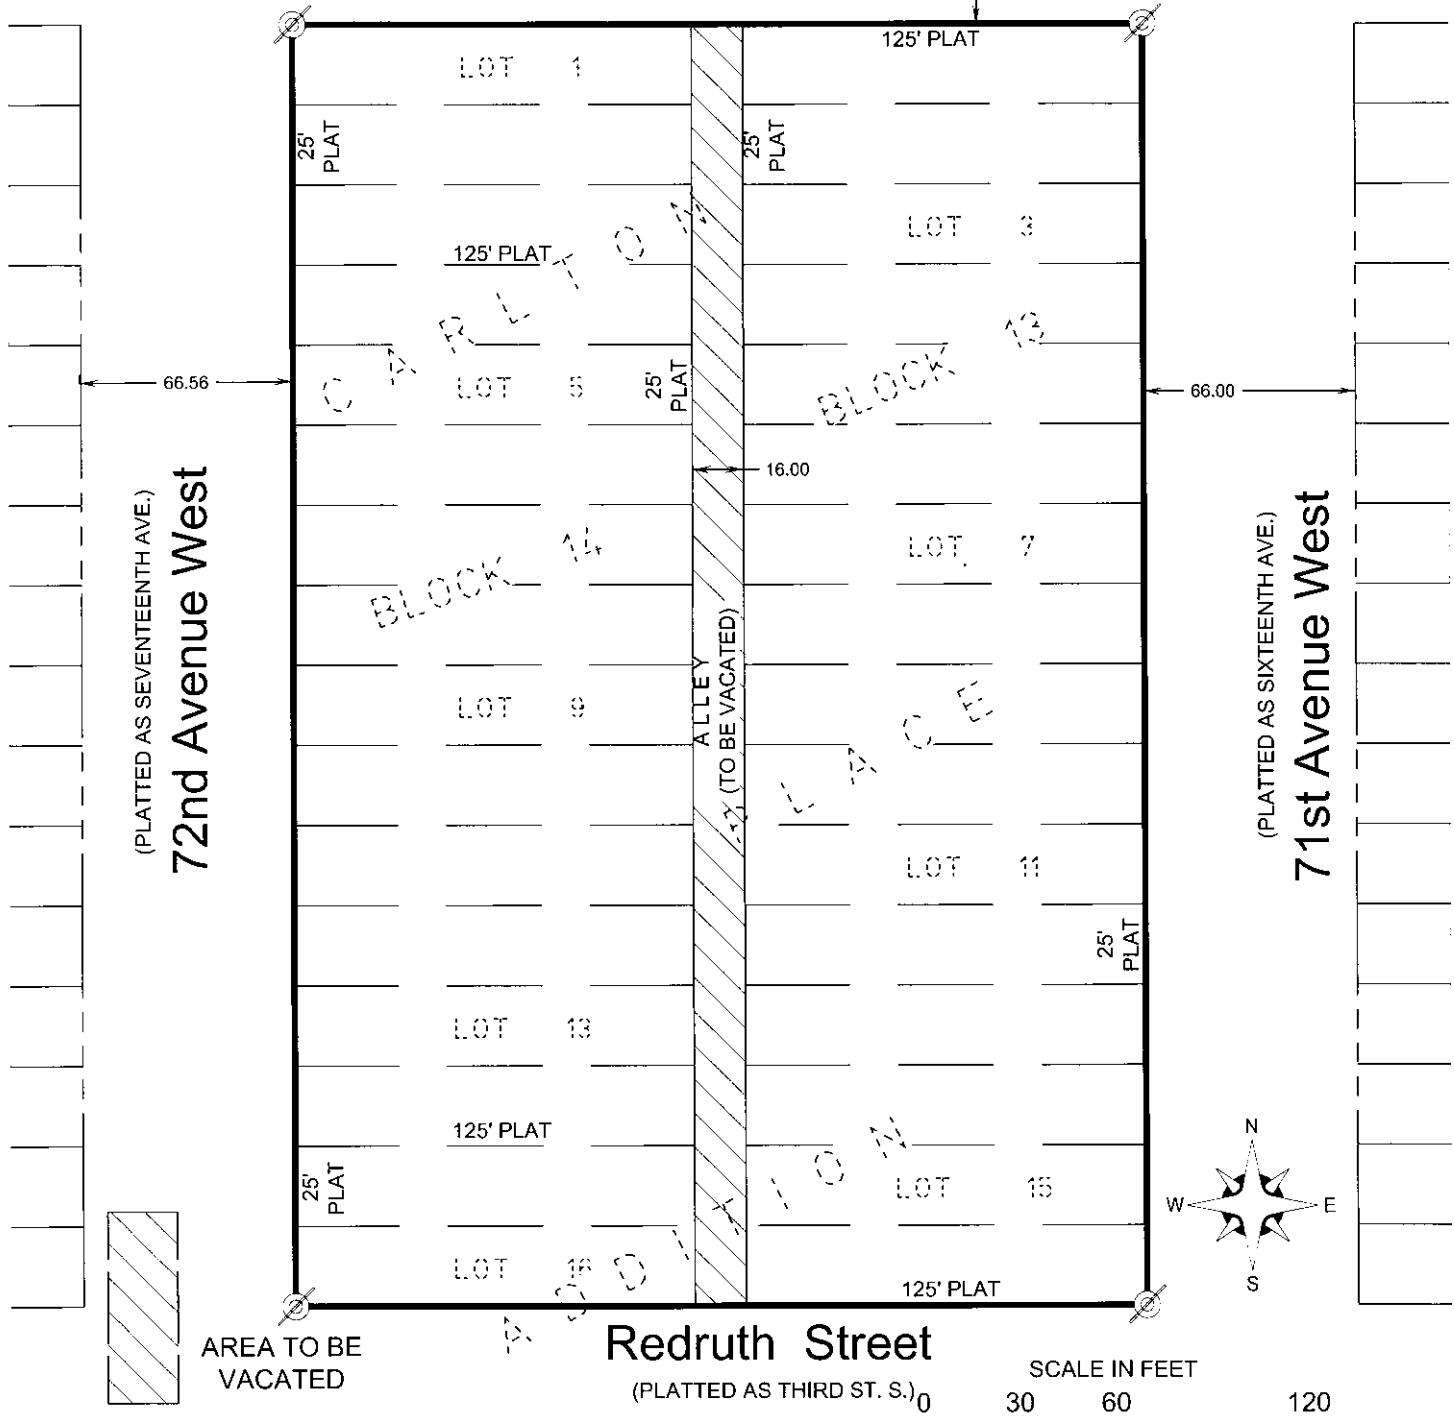 125' PLAT
LOT 1
25'
PLAT
25'
PLAT
LOT 3
125' PLAT
CARLTON
BLOCK 13
66.56
LOT 5
25'
PLAT
66.00
16.00
(PLATTED AS SEVENTEENTH AVE.)
72nd Avenue West
BLOCK 14
LOT 7
ALLEY
(TO BE VACATED)
(PLATTED AS SIXTEENTH AVE.)
71st Avenue West
LOT 9
PLACE
LOT 11
25'
PLAT
LOT 13
125' PLAT
ADDITION
25'
PLAT
LOT 15
N
W E
S
LOT 16
125' PLAT
AREA TO BE
VACATED
Redruth Street
(PLATTED AS THIRD ST. S.)
SCALE IN FEET
0 30 60 120